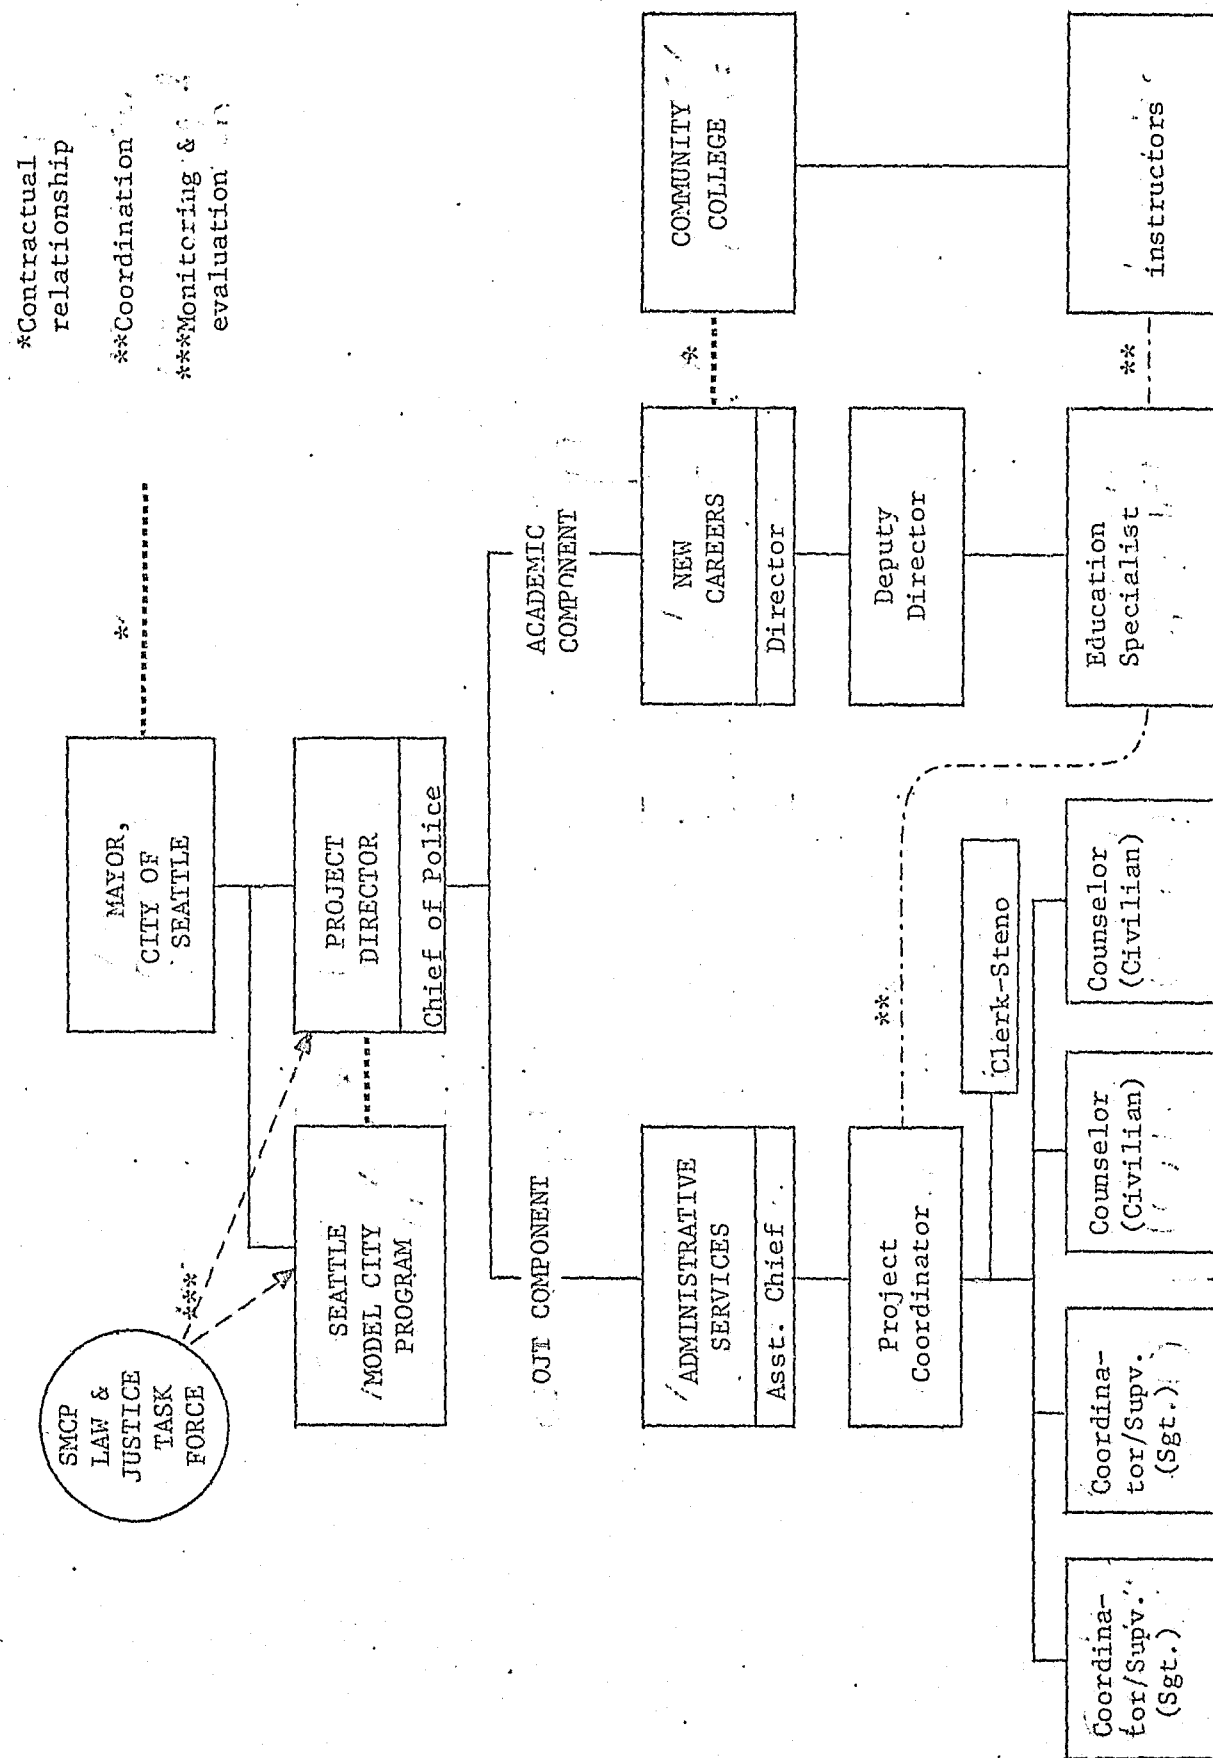 *Contractual
relationship
**Coordination
***Monitoring &
evaluation
SMCP
LAW &
JUSTICE
TASK
FORCE
***
MAYOR,
CITY OF
SEATTLE
*
SEATTLE
MODEL CITY
PROGRAM
*
PROJECT
DIRECTOR
Chief of Police
OJT COMPONENT
ACADEMIC
COMPONENT
ADMINISTRATIVE
SERVICES
Asst. Chief
NEW
CAREERS
Director
*
COMMUNITY
COLLEGE
Project
Coordinator
**
Deputy
Director
Clerk-Steno
Coordina-
tor/Supv.
(Sgt.)
Coordina-
tor/Supv.
(Sgt.)
Counselor
(Civilian)
Counselor
(Civilian)
Education
Specialist
**
instructors